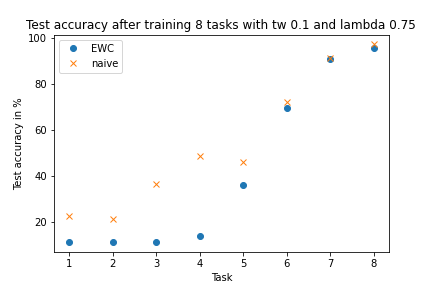 Test accuracy after training 8 tasks with tw 0.1 and lambda 0.75
100
EWC
naive
80
60
40
20
Test accuracy in %
1 2 3 4 5 6 7 8
Task